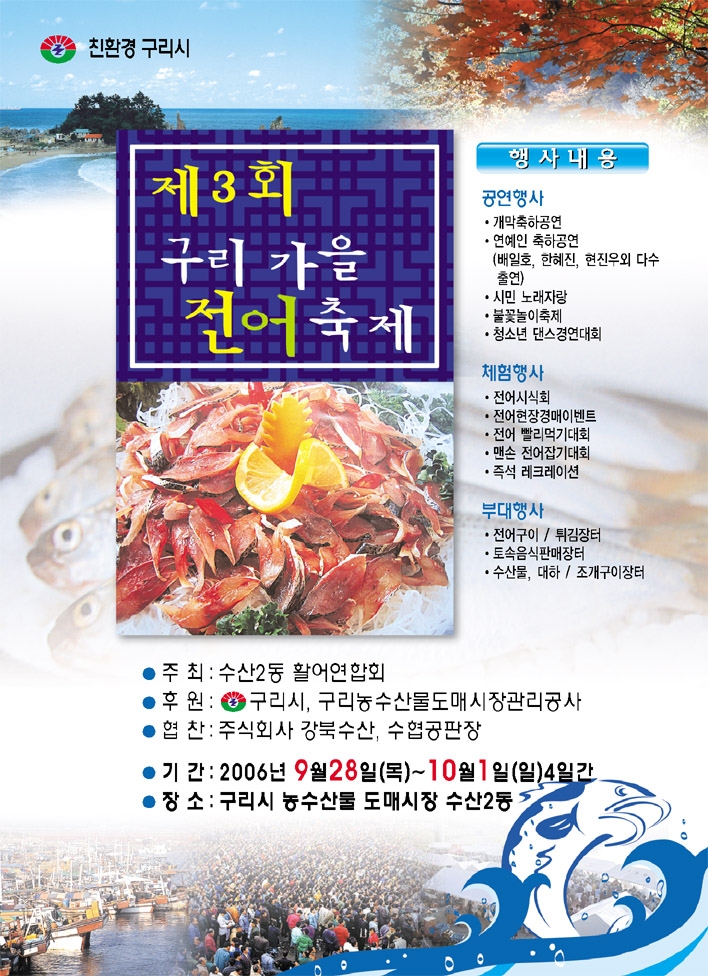 친환경 구리시
제3회
구리 가을
전어축제
행사내용
공연행사
• 개막축하공연
• 연예인 축하공연
(배일호, 한혜진, 현진우외 다수
출연)
• 시민 노래자랑
• 불꽃놀이축제
• 청소년 댄스경연대회
체험행사
• 전어시식회
• 전어현장경매이벤트
• 전어 빨리먹기대회
• 맨손 전어잡기대회
• 즉석 레크레이션
부대행사
• 전어구이 / 튀김장터
• 토속음식판매장터
• 수산물, 대하 / 조개구이장터
● 주 최 : 수산2동 활어연합회
● 후 원 : 구리시, 구리농수산물도매시장관리공사
● 협 찬 : 주식회사 강북수산, 수협공판장
● 기 간 : 2006년 9월28일(목)~10월1일(일)4일간
● 장 소 : 구리시 농수산물 도매시장 수산2동